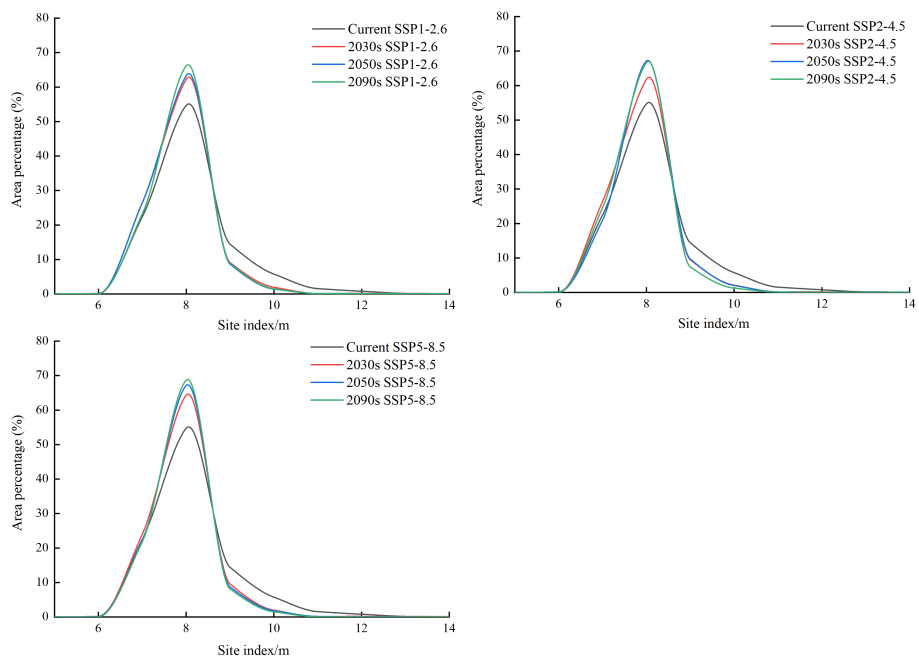 80
70
60
50
40
30
20
10
0
Area percentage (%)
6
8
10
12
14
Site index/m
Current SSP1-2.6
2030s SSP1-2.6
2050s SSP1-2.6
2090s SSP1-2.6
80
70
60
50
40
30
20
10
0
Area percentage (%)
6
8
10
12
14
Site index/m
Current SSP2-4.5
2030s SSP2-4.5
2050s SSP2-4.5
2090s SSP2-4.5
80
70
60
50
40
30
20
10
0
Area percentage (%)
6
8
10
12
14
Site index/m
Current SSP5-8.5
2030s SSP5-8.5
2050s SSP5-8.5
2090s SSP5-8.5